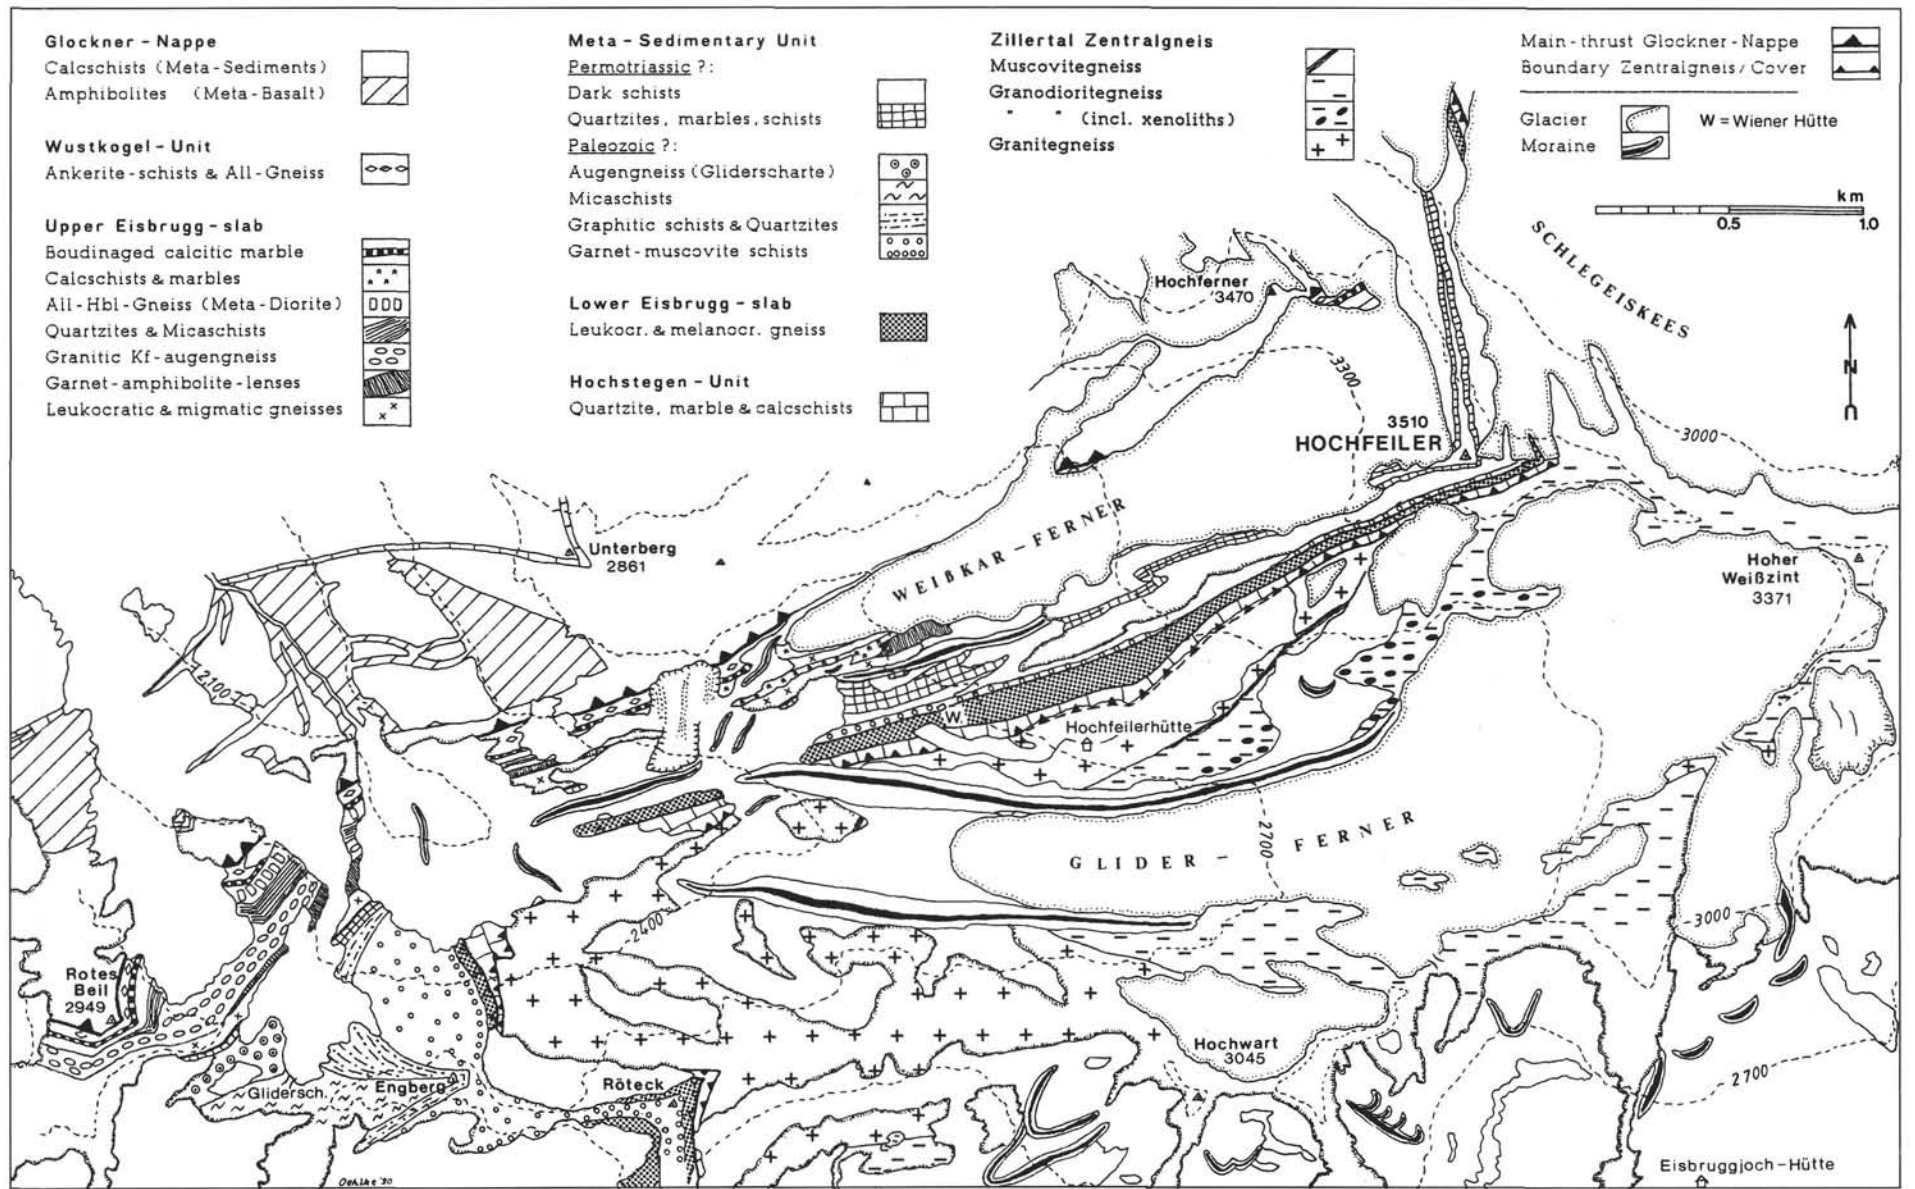 Glockner - Nappe
Calcschists (Meta-Sediments)
Amphibolites (Meta-Basalt)
Wustkogel - Unit
Ankerite-schists & All-Gneiss
Upper Eisbrugg-slab
Boudinaged calcitic marble
Calcschists & marbles
All-Hbl-Gneiss (Meta-Diorite)
Quartzites & Micaschists
Granitic Kf-augengneiss
Garnet-amphibolite-lenses
Leukocratic & migmatic gneisses
Meta-Sedimentary Unit
Permotriassic ?:
Dark schists
Quartzites, marbles, schists
Paleozoic ?:
Augengneiss (Gliderscharte)
Micaschists
Graphitic schists & Quartzites
Garnet-muscovite schists
Lower Eisbrugg-slab
Leukocr. & melanocr. gneiss
Hochstegen-Unit
Quartzite, marble & calcschists
Zillertal Zentralgneis
Muscovitegneiss
Granodioritegneiss
" " (incl. xenoliths)
Granitegneiss
Main-thrust Glockner-Nappe
Boundary Zentralgneis/Cover
Glacier
Moraine
W = Wiener Hütte
km
0.5 1.0
SCHLEGEISKEES
N
Hochferner
3470
3300
3510
HOCHFEILER
3000
WEIßKAR-FERNER
Unterberg
2861
Hoher
Weißzint
3371
2100
W.
Hochfeilerhütte
GLIDER - FERNER
2700
2400
3000
Rotes
Beil
2949
Hochwart
3045
Glidersch.
Engberg
Röteck
2700
Eisbruggjoch-Hütte
Oehlke '90